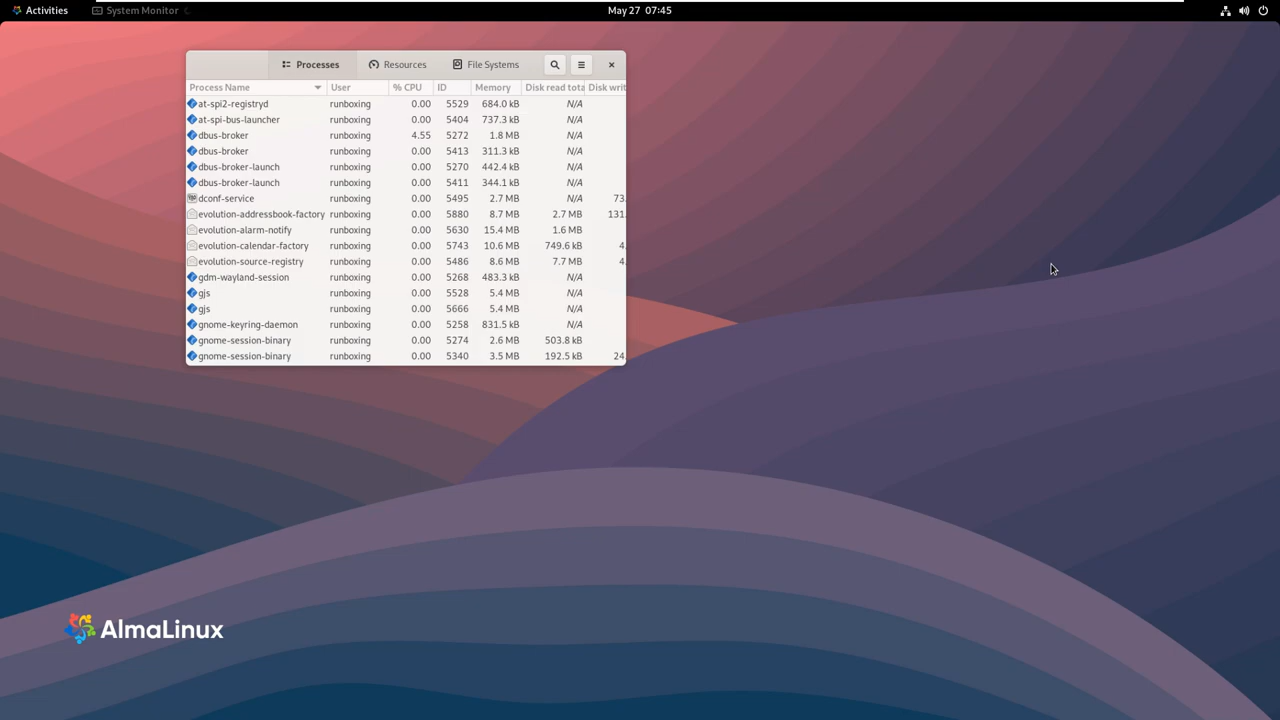 Activities System Monitor May 27 07:45
Processes Resources File Systems
Process Name User % CPU ID Memory Disk read tota Disk writ
at-spi2-registryd runboxing 0.00 5529 684.0 kB N/A
at-spi-bus-launcher runboxing 0.00 5404 737.3 kB N/A
dbus-broker runboxing 4.55 5272 1.8 MB N/A
dbus-broker runboxing 0.00 5413 311.3 kB N/A
dbus-broker-launch runboxing 0.00 5270 442.4 kB N/A
dbus-broker-launch runboxing 0.00 5411 344.1 kB N/A
dconf-service runboxing 0.00 5495 2.7 MB N/A 73.
evolution-addressbook-factory runboxing 0.00 5880 8.7 MB 2.7 MB 131.
evolution-alarm-notify runboxing 0.00 5630 15.4 MB 1.6 MB
evolution-calendar-factory runboxing 0.00 5743 10.6 MB 749.6 kB 4.
evolution-source-registry runboxing 0.00 5486 8.6 MB 7.7 MB 4.
gdm-wayland-session runboxing 0.00 5268 483.3 kB N/A
gjs runboxing 0.00 5528 5.4 MB N/A
gjs runboxing 0.00 5666 5.4 MB N/A
gnome-keyring-daemon runboxing 0.00 5258 831.5 kB N/A
gnome-session-binary runboxing 0.00 5274 2.6 MB 503.8 kB
gnome-session-binary runboxing 0.00 5340 3.5 MB 192.5 kB 24.
AlmaLinux